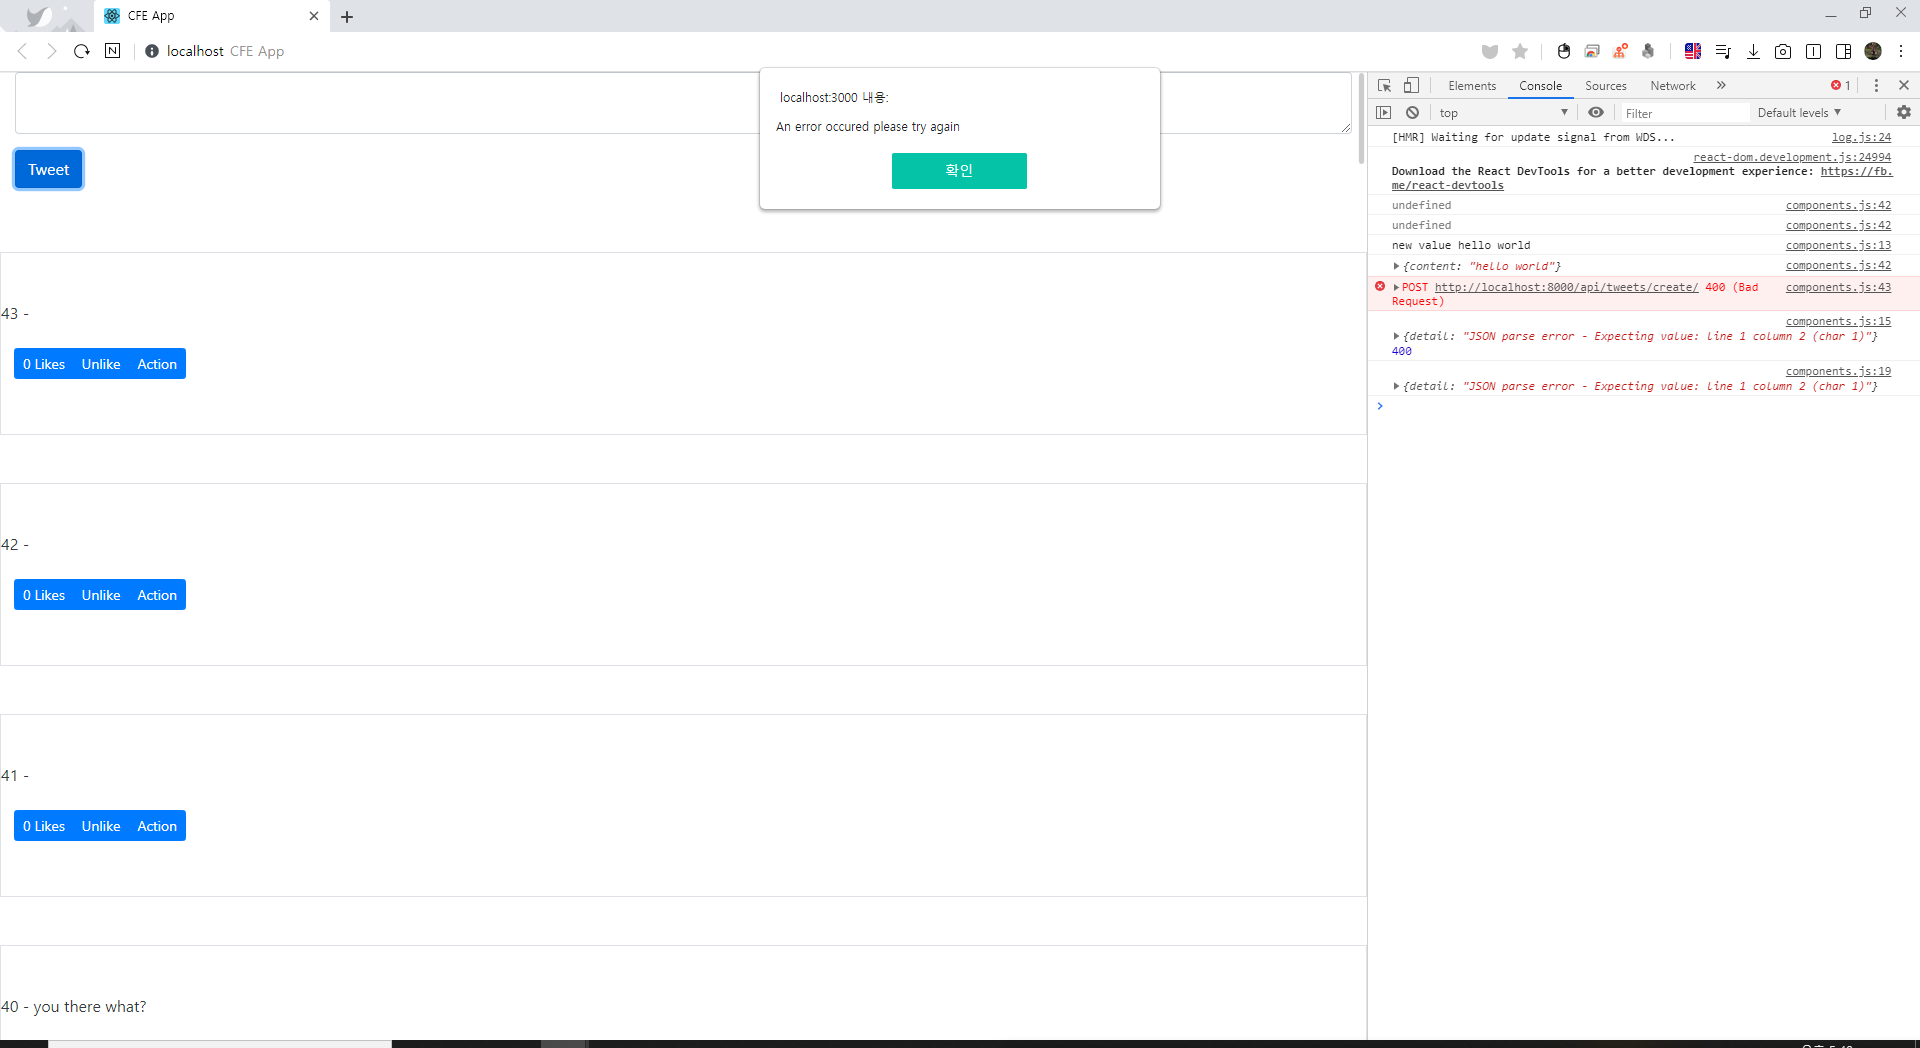 CFE App
localhost CFE App
localhost:3000 내용:
An error occured please try again
확인
Tweet
43 -
0 Likes Unlike Action
42 -
0 Likes Unlike Action
41 -
0 Likes Unlike Action
40 - you there what?
Elements Console Sources Network » 1
top Filter Default levels
[HMR] Waiting for update signal from WDS... log.js:24
react-dom.development.js:24994
Download the React DevTools for a better development experience: https://fb.
me/react-devtools
undefined components.js:42
undefined components.js:42
new value hello world components.js:13
{content: "hello world"} components.js:42
POST http://localhost:8000/api/tweets/create/ 400 (Bad components.js:43
Request)
components.js:15
{detail: "JSON parse error - Expecting value: line 1 column 2 (char 1)"}
400
components.js:19
{detail: "JSON parse error - Expecting value: line 1 column 2 (char 1)"}